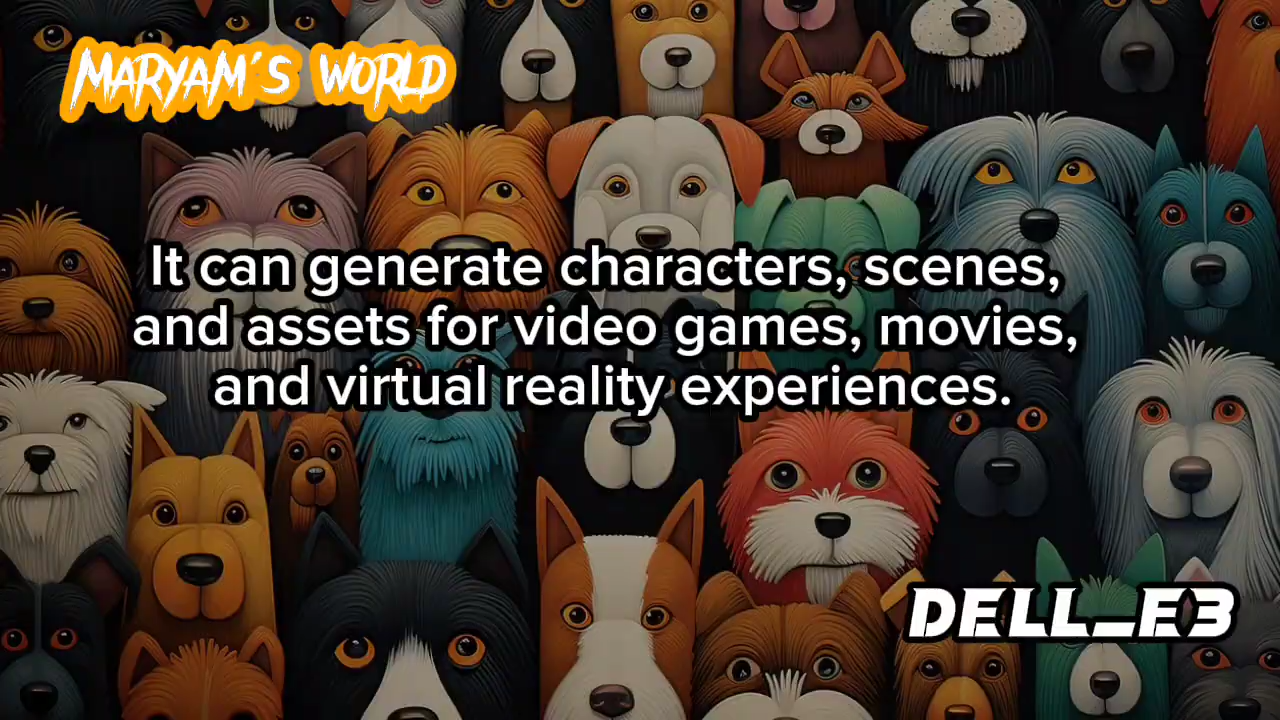 MARYAM'S WORLD
It can generate characters, scenes,
and assets for video games, movies,
and virtual reality experiences.
DELL_E3